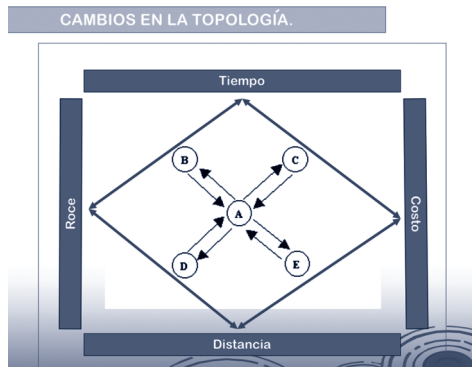 CAMBIOS EN LA TOPOLOGÍA.
Tiempo
Roce
B
C
A
D
E
Costo
Distancia